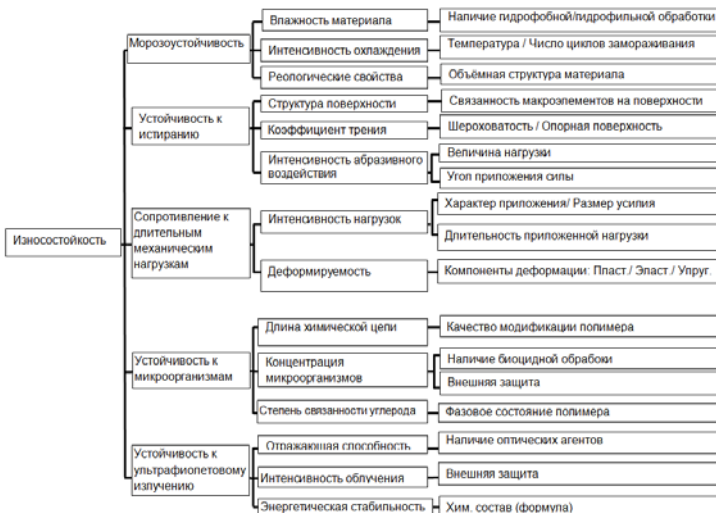 Влажность материала
Наличие гидрофобной/гидрофильной обработки
Морозоустойчивость
Интенсивность охлаждения
Температура / Число циклов замораживания
Реологические свойства
Объёмная структура материала
Структура поверхности
Связанность макроэлементов на поверхности
Устойчивость к
истиранию
Коэффициент трения
Шероховатость / Опорная поверхность
Интенсивность абразивного
воздействия
Величина нагрузки
Угол приложения силы
Износостойкость
Сопротивление к
длительным
механическим
нагрузкам
Интенсивность нагрузок
Характер приложения/ Размер усилия
Длительность приложенной нагрузки
Деформируемость
Компоненты деформации: Пласт./ Эласт./ Упруг.
Длина химической цепи
Качество модификации полимера
Устойчивость к
микроорганизмам
Концентрация
микроорганизмов
Наличие биоцидной обрабоки
Внешняя защита
Степень связанности углерода
Фазовое состояние полимера
Устойчивость к
ультрафиолетовому
излучению
Отражающая способность
Наличие оптических агентов
Интенсивность облучения
Внешняя защита
Энергетическая стабильность
Хим. состав (формула)